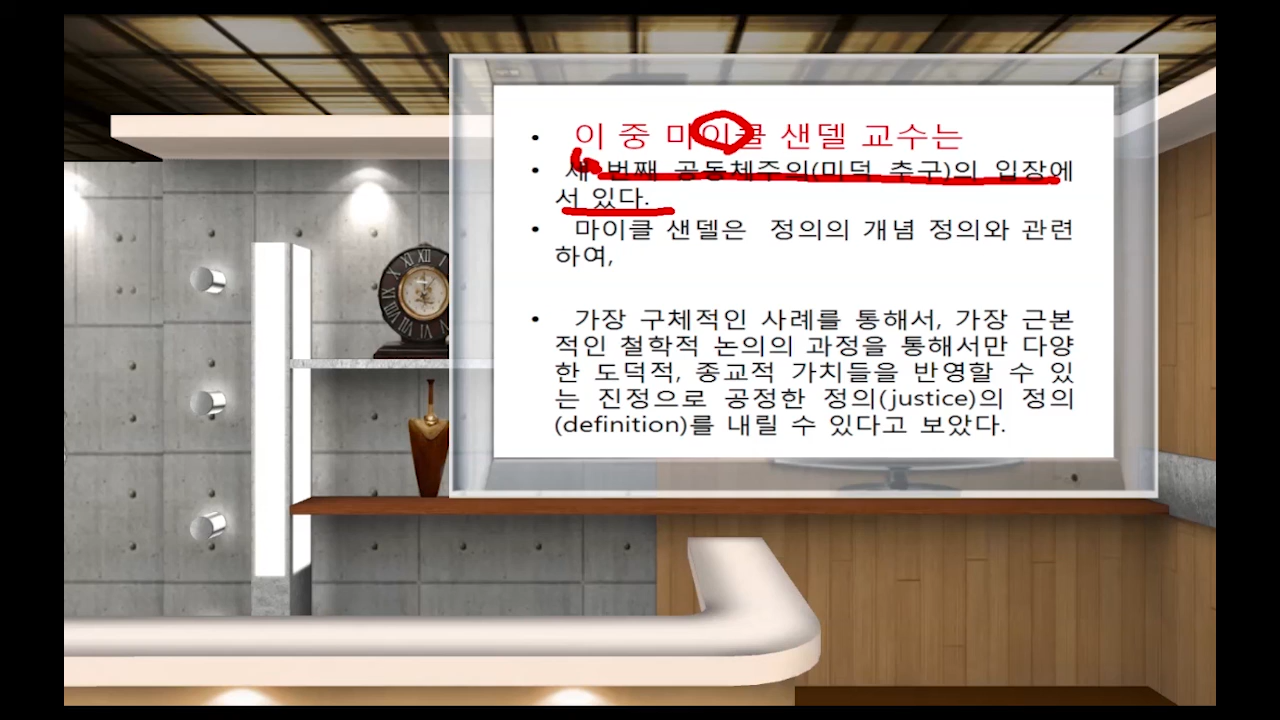 • 이 중 마이클 샌델 교수는
• 세 번째 공동체주의(미덕 추구)의 입장에
서 있다.
• 마이클 샌델은 정의의 개념 정의와 관련
하여,
• 가장 구체적인 사례를 통해서, 가장 근본
적인 철학적 논의의 과정을 통해서만 다양
한 도덕적, 종교적 가치들을 반영할 수 있
는 진정으로 공정한 정의(justice)의 정의
(definition)를 내릴 수 있다고 보았다.